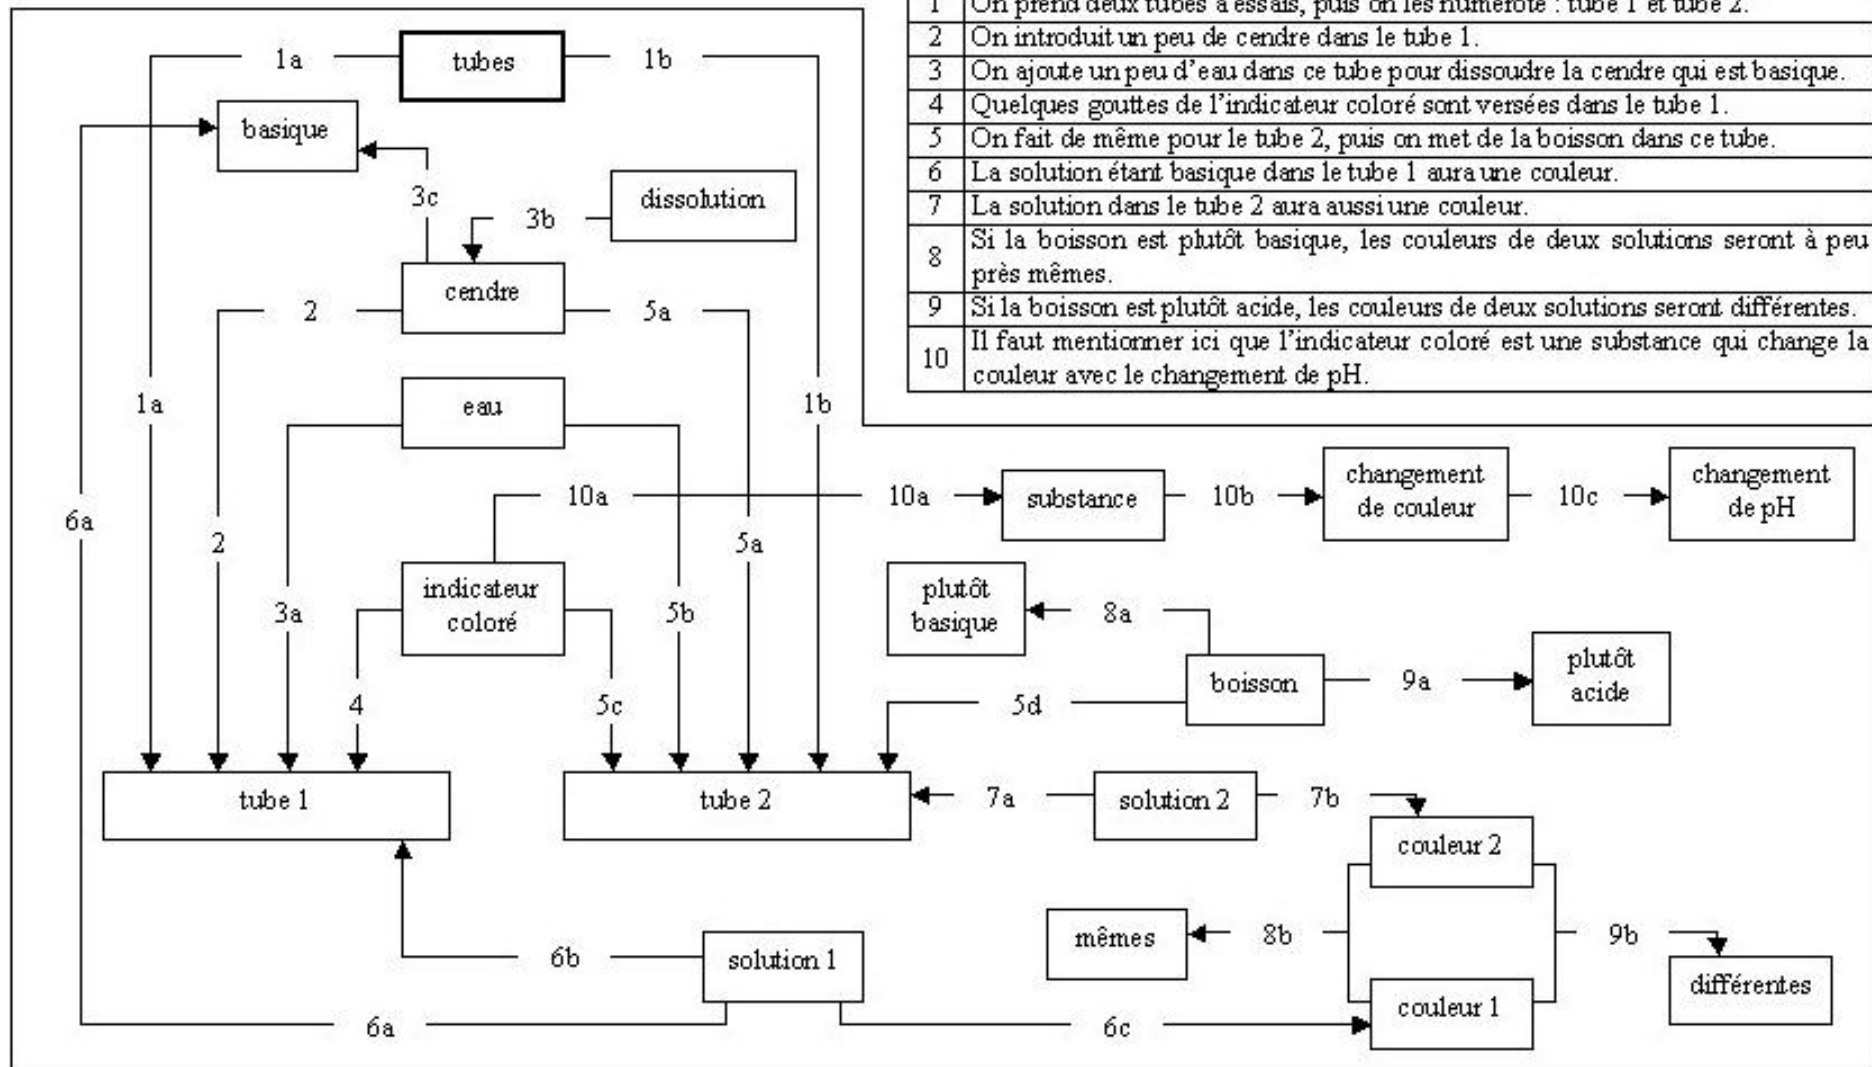 1 On prend deux tubes à essais, puis on les numérote : tube 1 et tube 2.
2 On introduit un peu de cendre dans le tube 1.
3 On ajoute un peu d'eau dans ce tube pour dissoudre la cendre qui est basique.
4 Quelques gouttes de l'indicateur coloré sont versées dans le tube 1.
5 On fait de même pour le tube 2, puis on met de la boisson dans ce tube.
6 La solution étant basique dans le tube 1 aura une couleur.
7 La solution dans le tube 2 aura aussi une couleur.
8 Si la boisson est plutôt basique, les couleurs de deux solutions seront à peu
près mêmes.
9 Si la boisson est plutôt acide, les couleurs de deux solutions seront différentes.
10 Il faut mentionner ici que l'indicateur coloré est une substance qui change la
couleur avec le changement de pH.
1a tubes 1b
basique
3c
dissolution
3b
cendre
2 5a
eau
1a 1b
10a 10a substance 10b changement
de couleur 10c changement
de pH
6a 2 5a
indicateur
coloré
3a 5b
plutôt
basique 8a
boisson 9a plutôt
acide
4 5c 5d
tube 1 tube 2 7a solution 2 7b
couleur 2
mêmes 8b 9b
6b solution 1
différentes
couleur 1
6a 6c